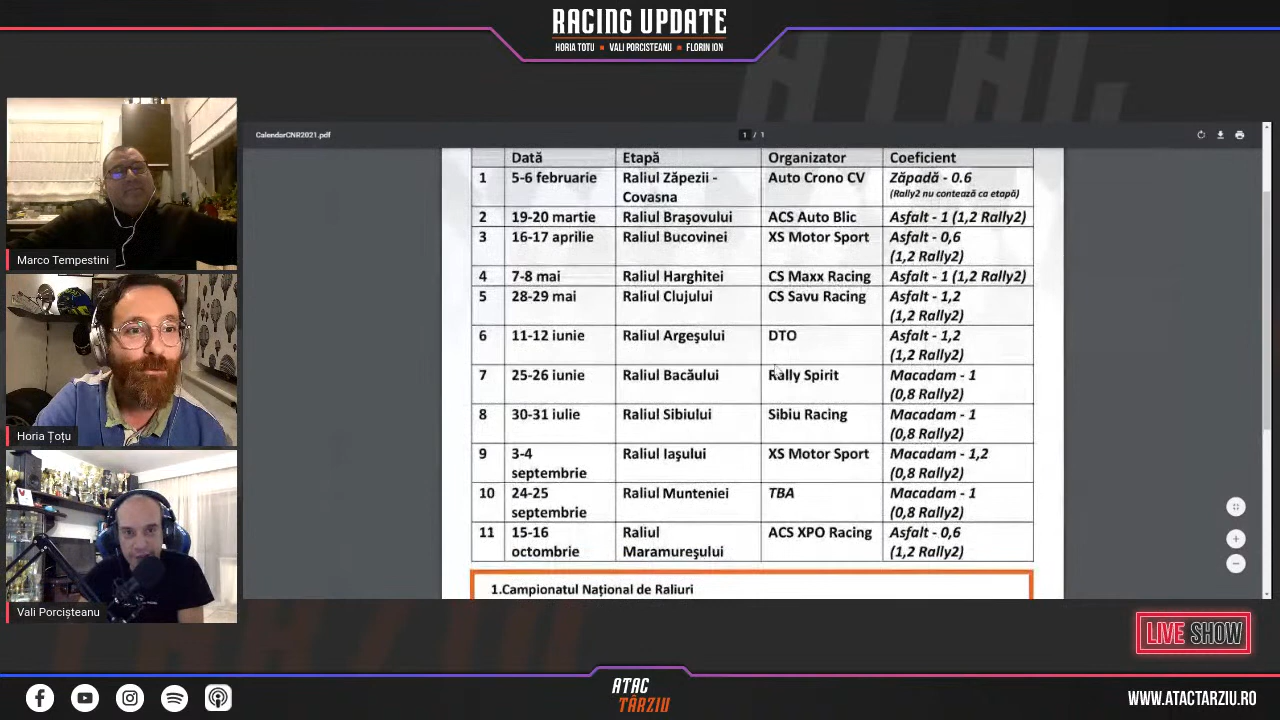 RACING UPDATE
HORIA TOTU ▪ VALI PORCISTEANU ▪ FLORIN ION
CalendarCNR2021.pdf
1 / 1
Dată Etapă Organizator Coeficient
1 5-6 februarie Raliul Zăpezii - Auto Crono CV Zăpadă - 0.6
Covasna (Rally2 nu contează ca etapă)
2 19-20 martie Raliul Braşovului ACS Auto Blic Asfalt - 1 (1,2 Rally2)
3 16-17 aprilie Raliul Bucovinei XS Motor Sport Asfalt - 0,6
(1,2 Rally2)
4 7-8 mai Raliul Harghitei CS Maxx Racing Asfalt - 1 (1,2 Rally2)
5 28-29 mai Raliul Clujului CS Savu Racing Asfalt - 1,2
(1,2 Rally2)
6 11-12 iunie Raliul Argeşului DTO Asfalt - 1,2
(1,2 Rally2)
7 25-26 iunie Raliul Bacăului Rally Spirit Macadam - 1
(0,8 Rally2)
8 30-31 iulie Raliul Sibiului Sibiu Racing Macadam - 1
(0,8 Rally2)
9 3-4 Raliul Iaşului XS Motor Sport Macadam - 1,2
septembrie (0,8 Rally2)
10 24-25 Raliul Munteniei TBA Macadam - 1
septembrie (0,8 Rally2)
11 15-16 Raliul ACS XPO Racing Asfalt - 0,6
octombrie Maramureşului (1,2 Rally2)
1.Campionatul Naţional de Raliuri
Marco Tempestini
Horia Țoțu
Vali Porcișteanu
LIVE SHOW
ATAC
TÂRZIU
WWW.ATACTARZIU.RO